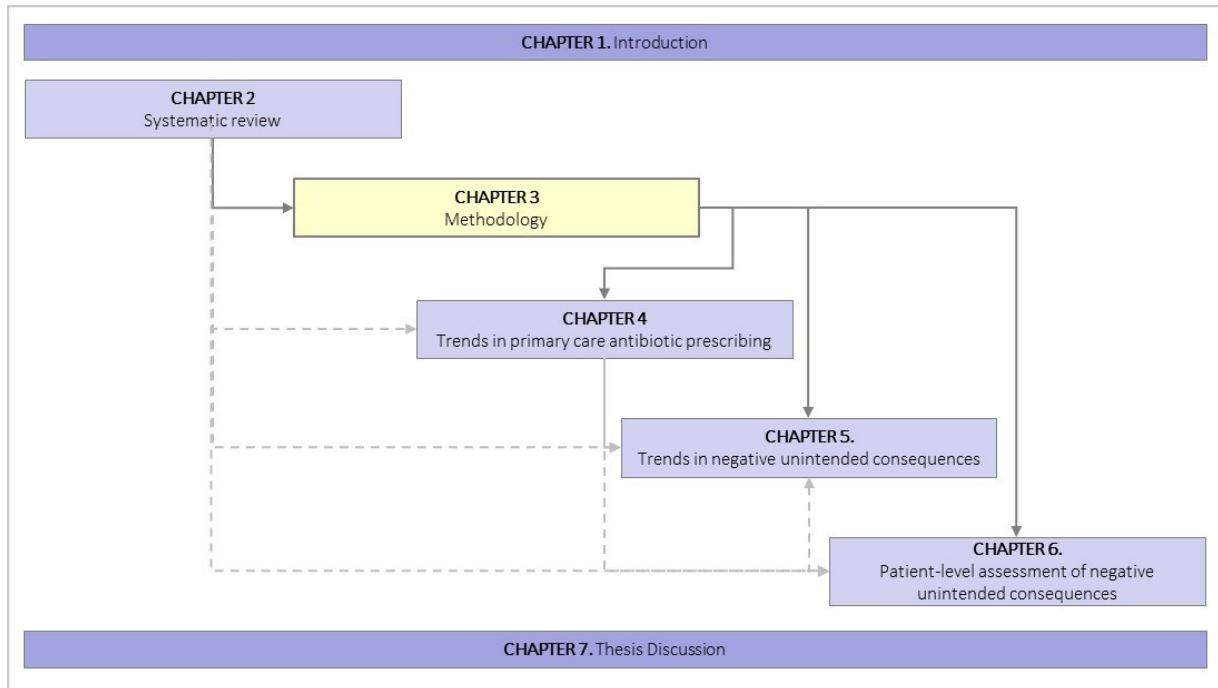 CHAPTER 1. Introduction
CHAPTER 2
Systematic review
CHAPTER 3
Methodology
CHAPTER 4
Trends in primary care antibiotic prescribing
CHAPTER 5.
Trends in negative unintended consequences
CHAPTER 6.
Patient-level assessment of negative
unintended consequences
CHAPTER 7. Thesis Discussion